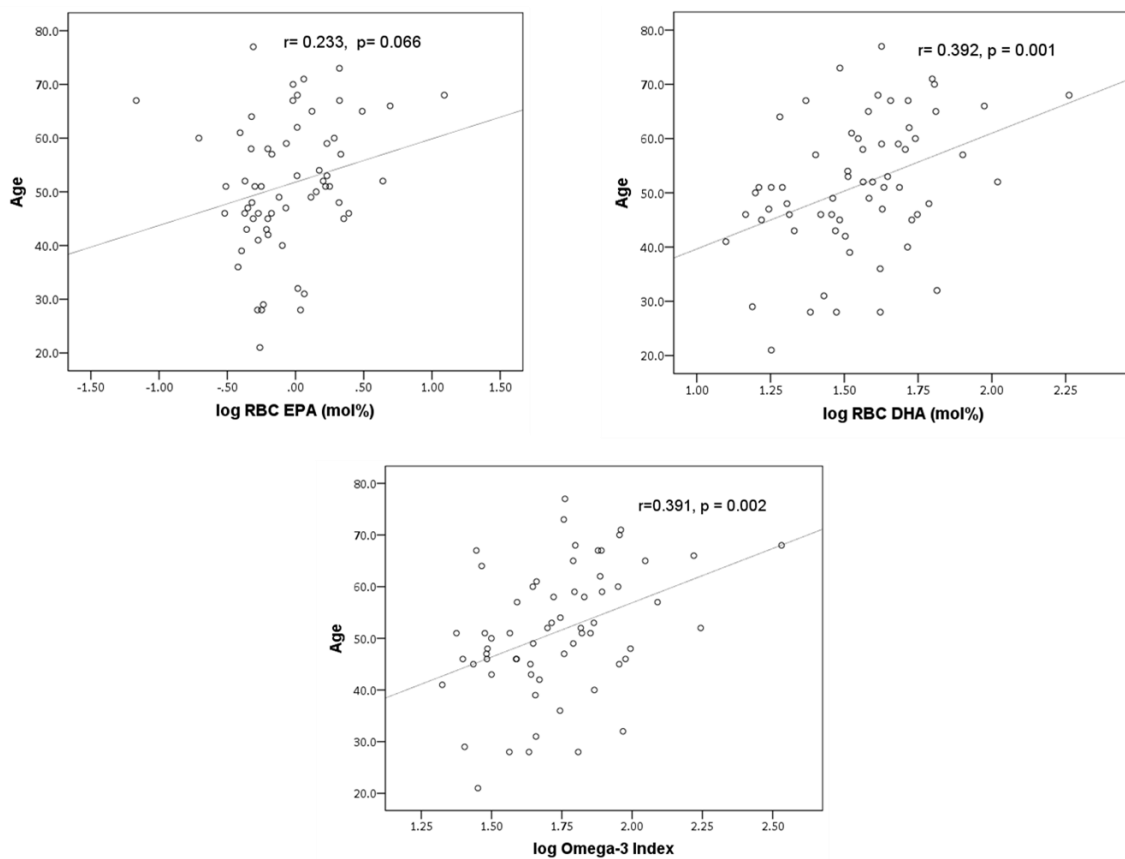 r= 0.233, p= 0.066
80.0
70.0
60.0
50.0
40.0
30.0
20.0
Age
-1.50 -1.00 -.50 .00 .50 1.00 1.50
log RBC EPA (mol%)
r= 0.392, p = 0.001
80.0
70.0
60.0
50.0
40.0
30.0
20.0
Age
1.00 1.25 1.50 1.75 2.00 2.25
log RBC DHA (mol%)
r=0.391, p = 0.002
80.0
70.0
60.0
50.0
40.0
30.0
20.0
Age
1.25 1.50 1.75 2.00 2.25 2.50
log Omega-3 Index